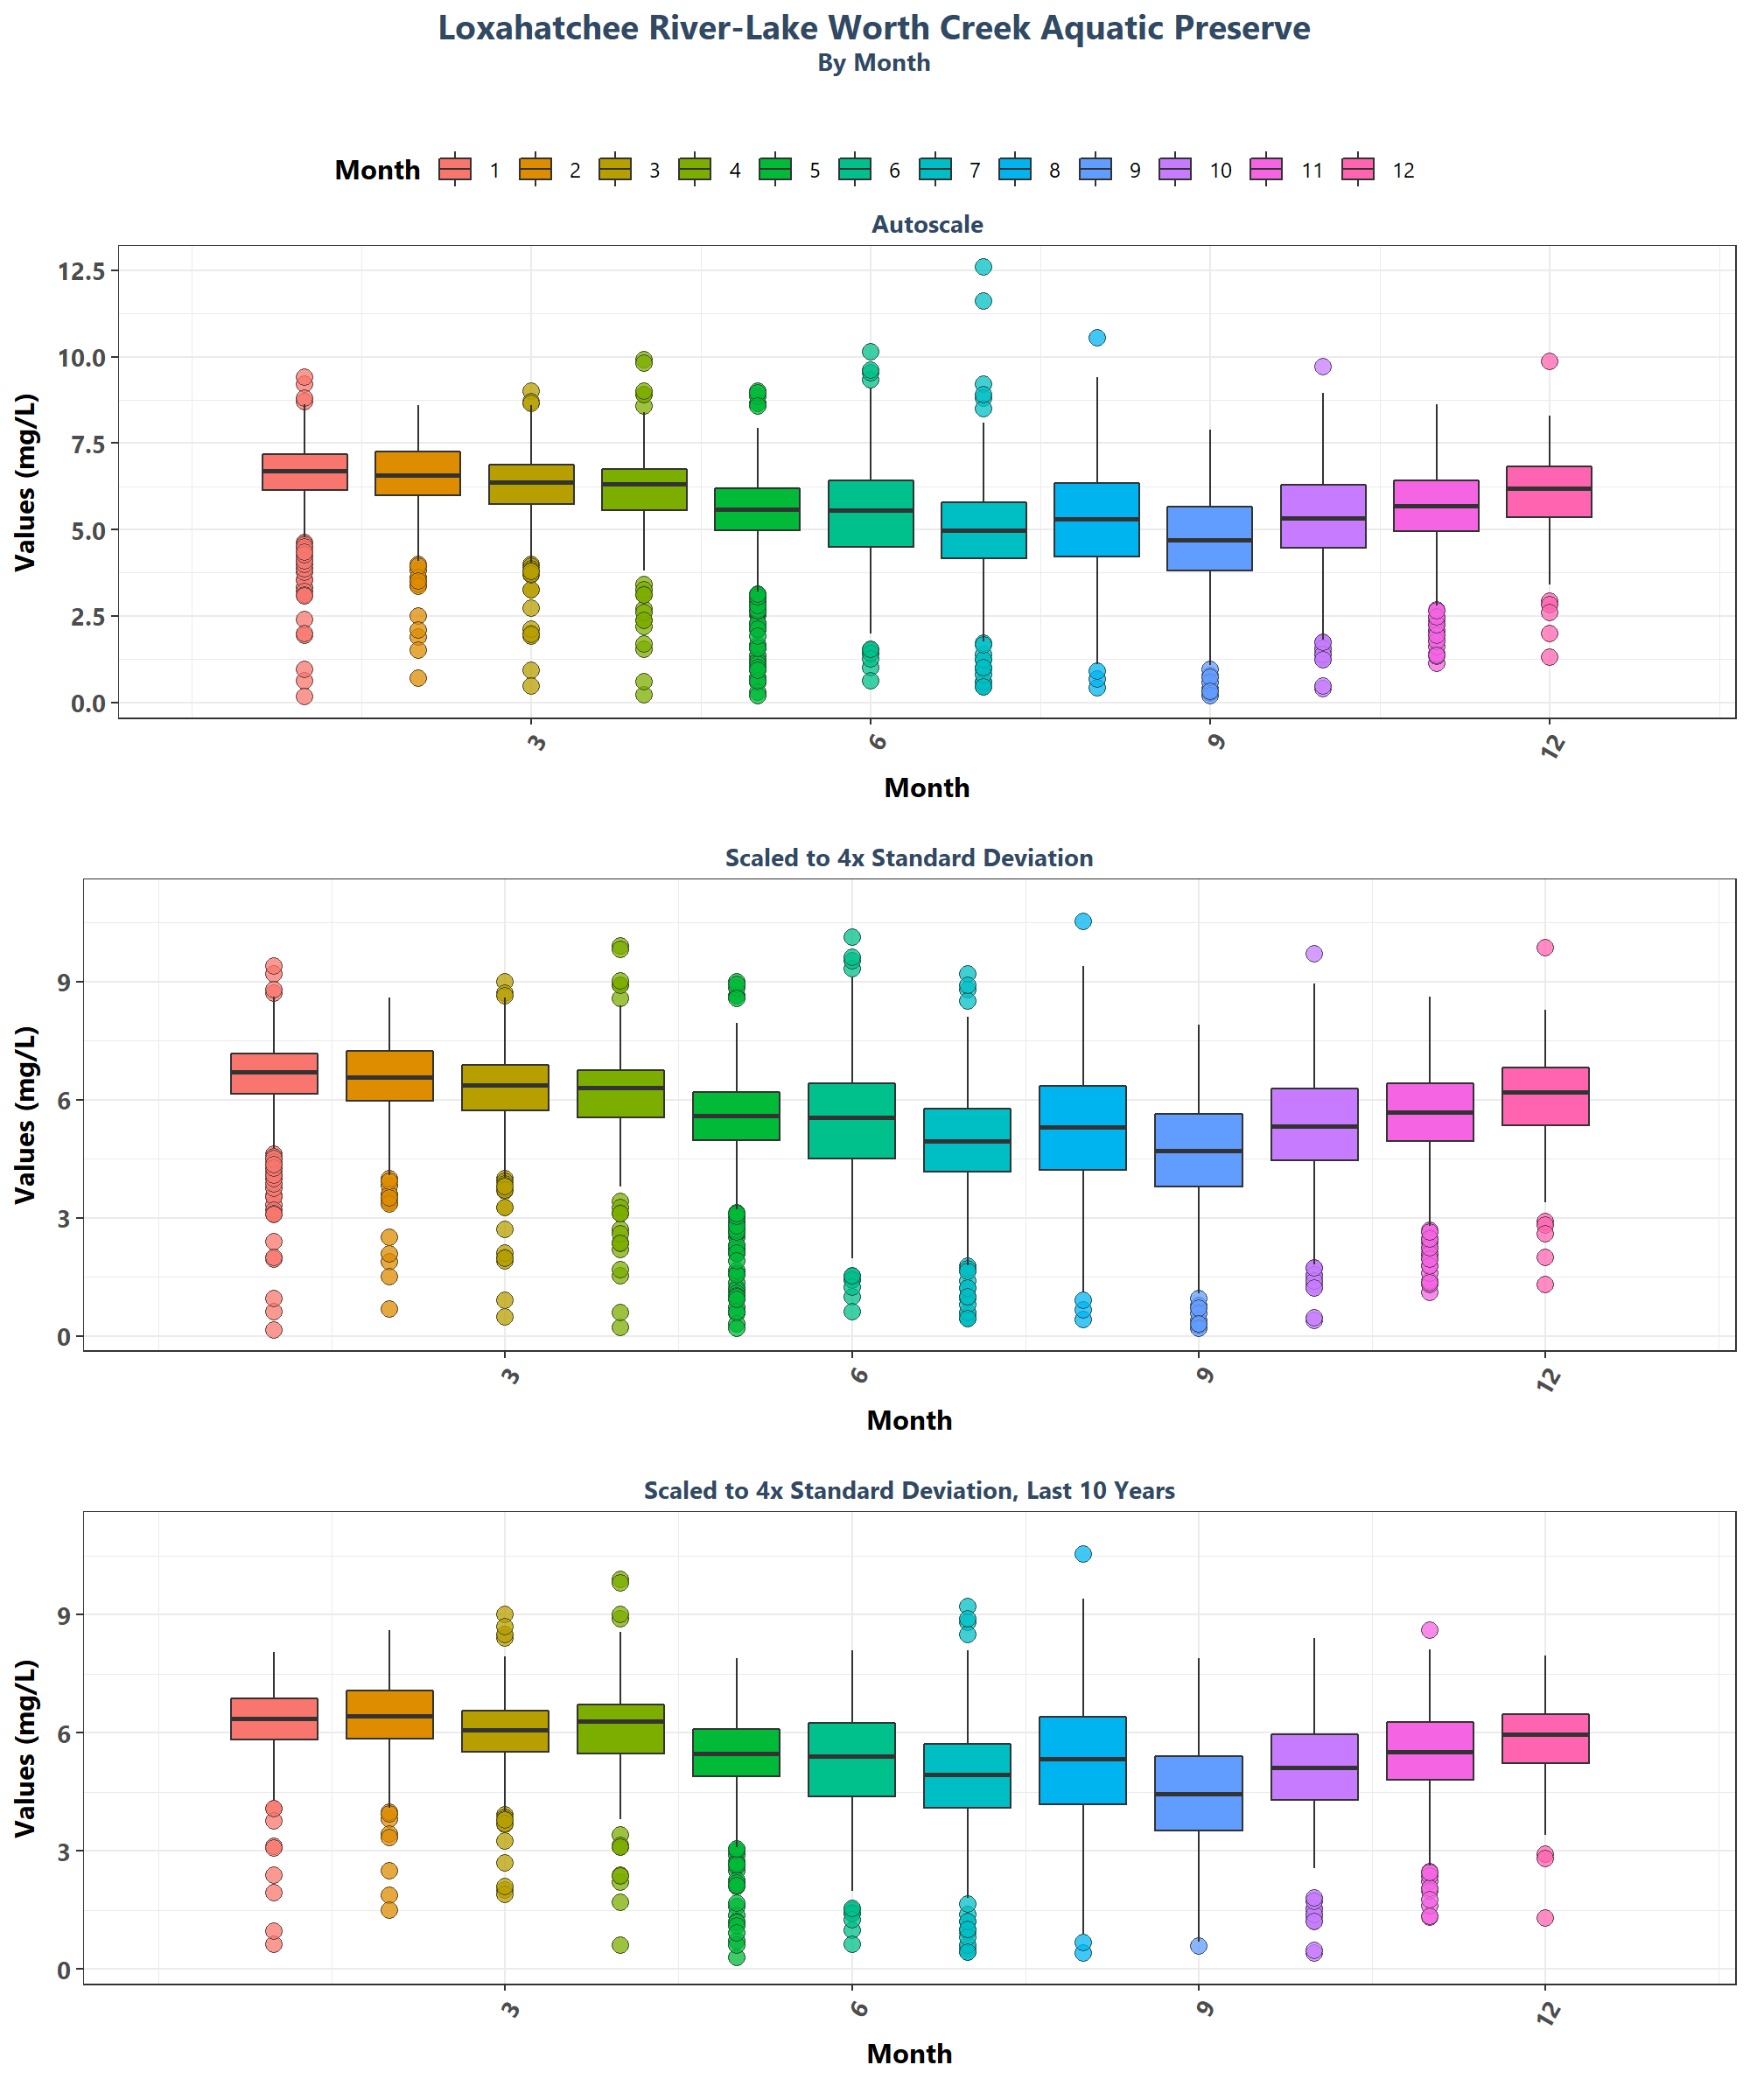 Loxahatchee River-Lake Worth Creek Aquatic Preserve
By Month
Month 1 2 3 4 5 6 7 8 9 10 11 12
Autoscale
Values (mg/L)
12.5
10.0
7.5
5.0
2.5
0.0
3 6 9 12
Month
Scaled to 4x Standard Deviation
Values (mg/L)
9
6
3
0
3 6 9 12
Month
Scaled to 4x Standard Deviation, Last 10 Years
Values (mg/L)
9
6
3
0
3 6 9 12
Month